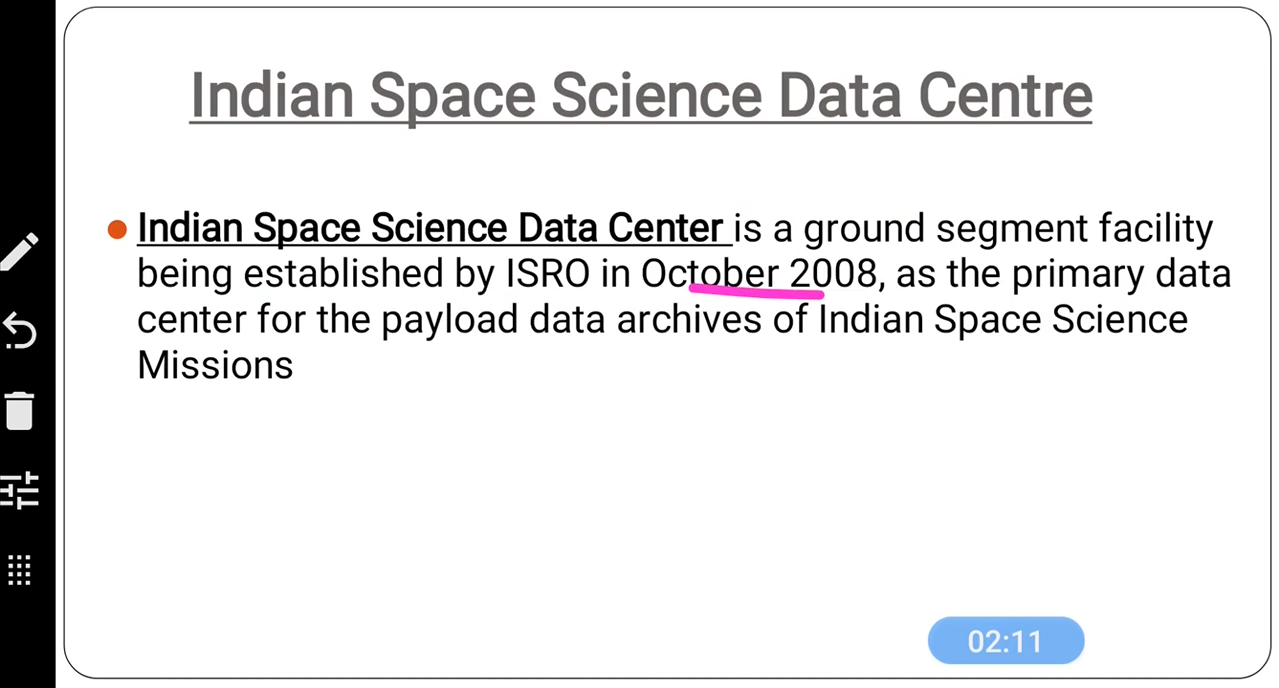 Indian Space Science Data Centre
Indian Space Science Data Center is a ground segment facility
being established by ISRO in October 2008, as the primary data
center for the payload data archives of Indian Space Science
Missions
02:11